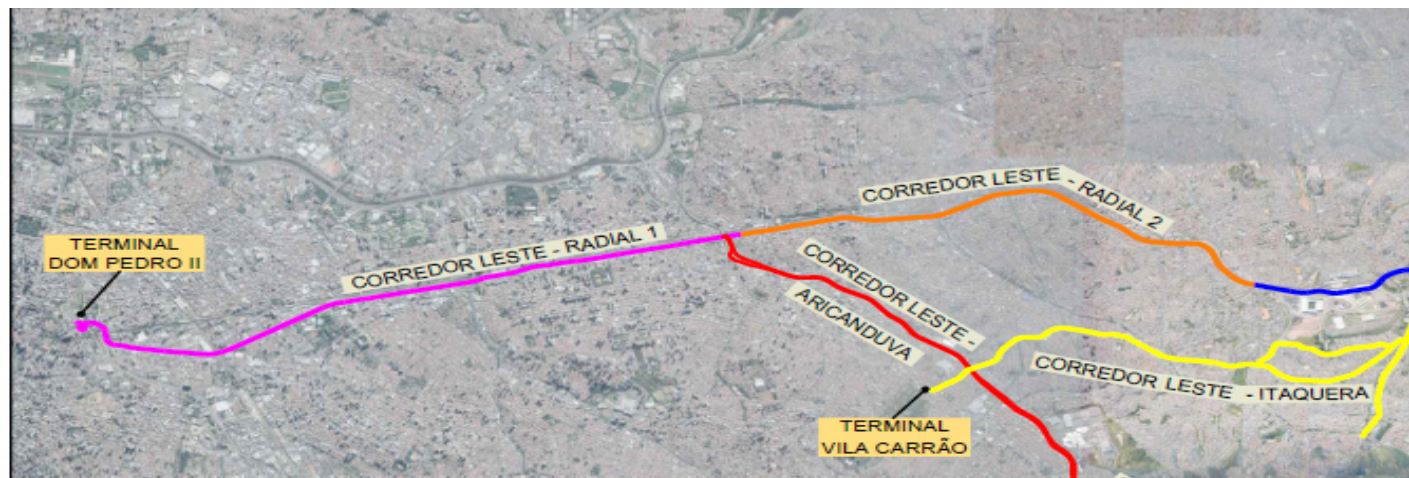 TERMINAL
DOM PEDRO II
CORREDOR LESTE - RADIAL 1
CORREDOR LESTE - RADIAL 2
CORREDOR LESTE -
ARICANDUVA
CORREDOR LESTE - ITAQUERA
TERMINAL
VILA CARRÃO